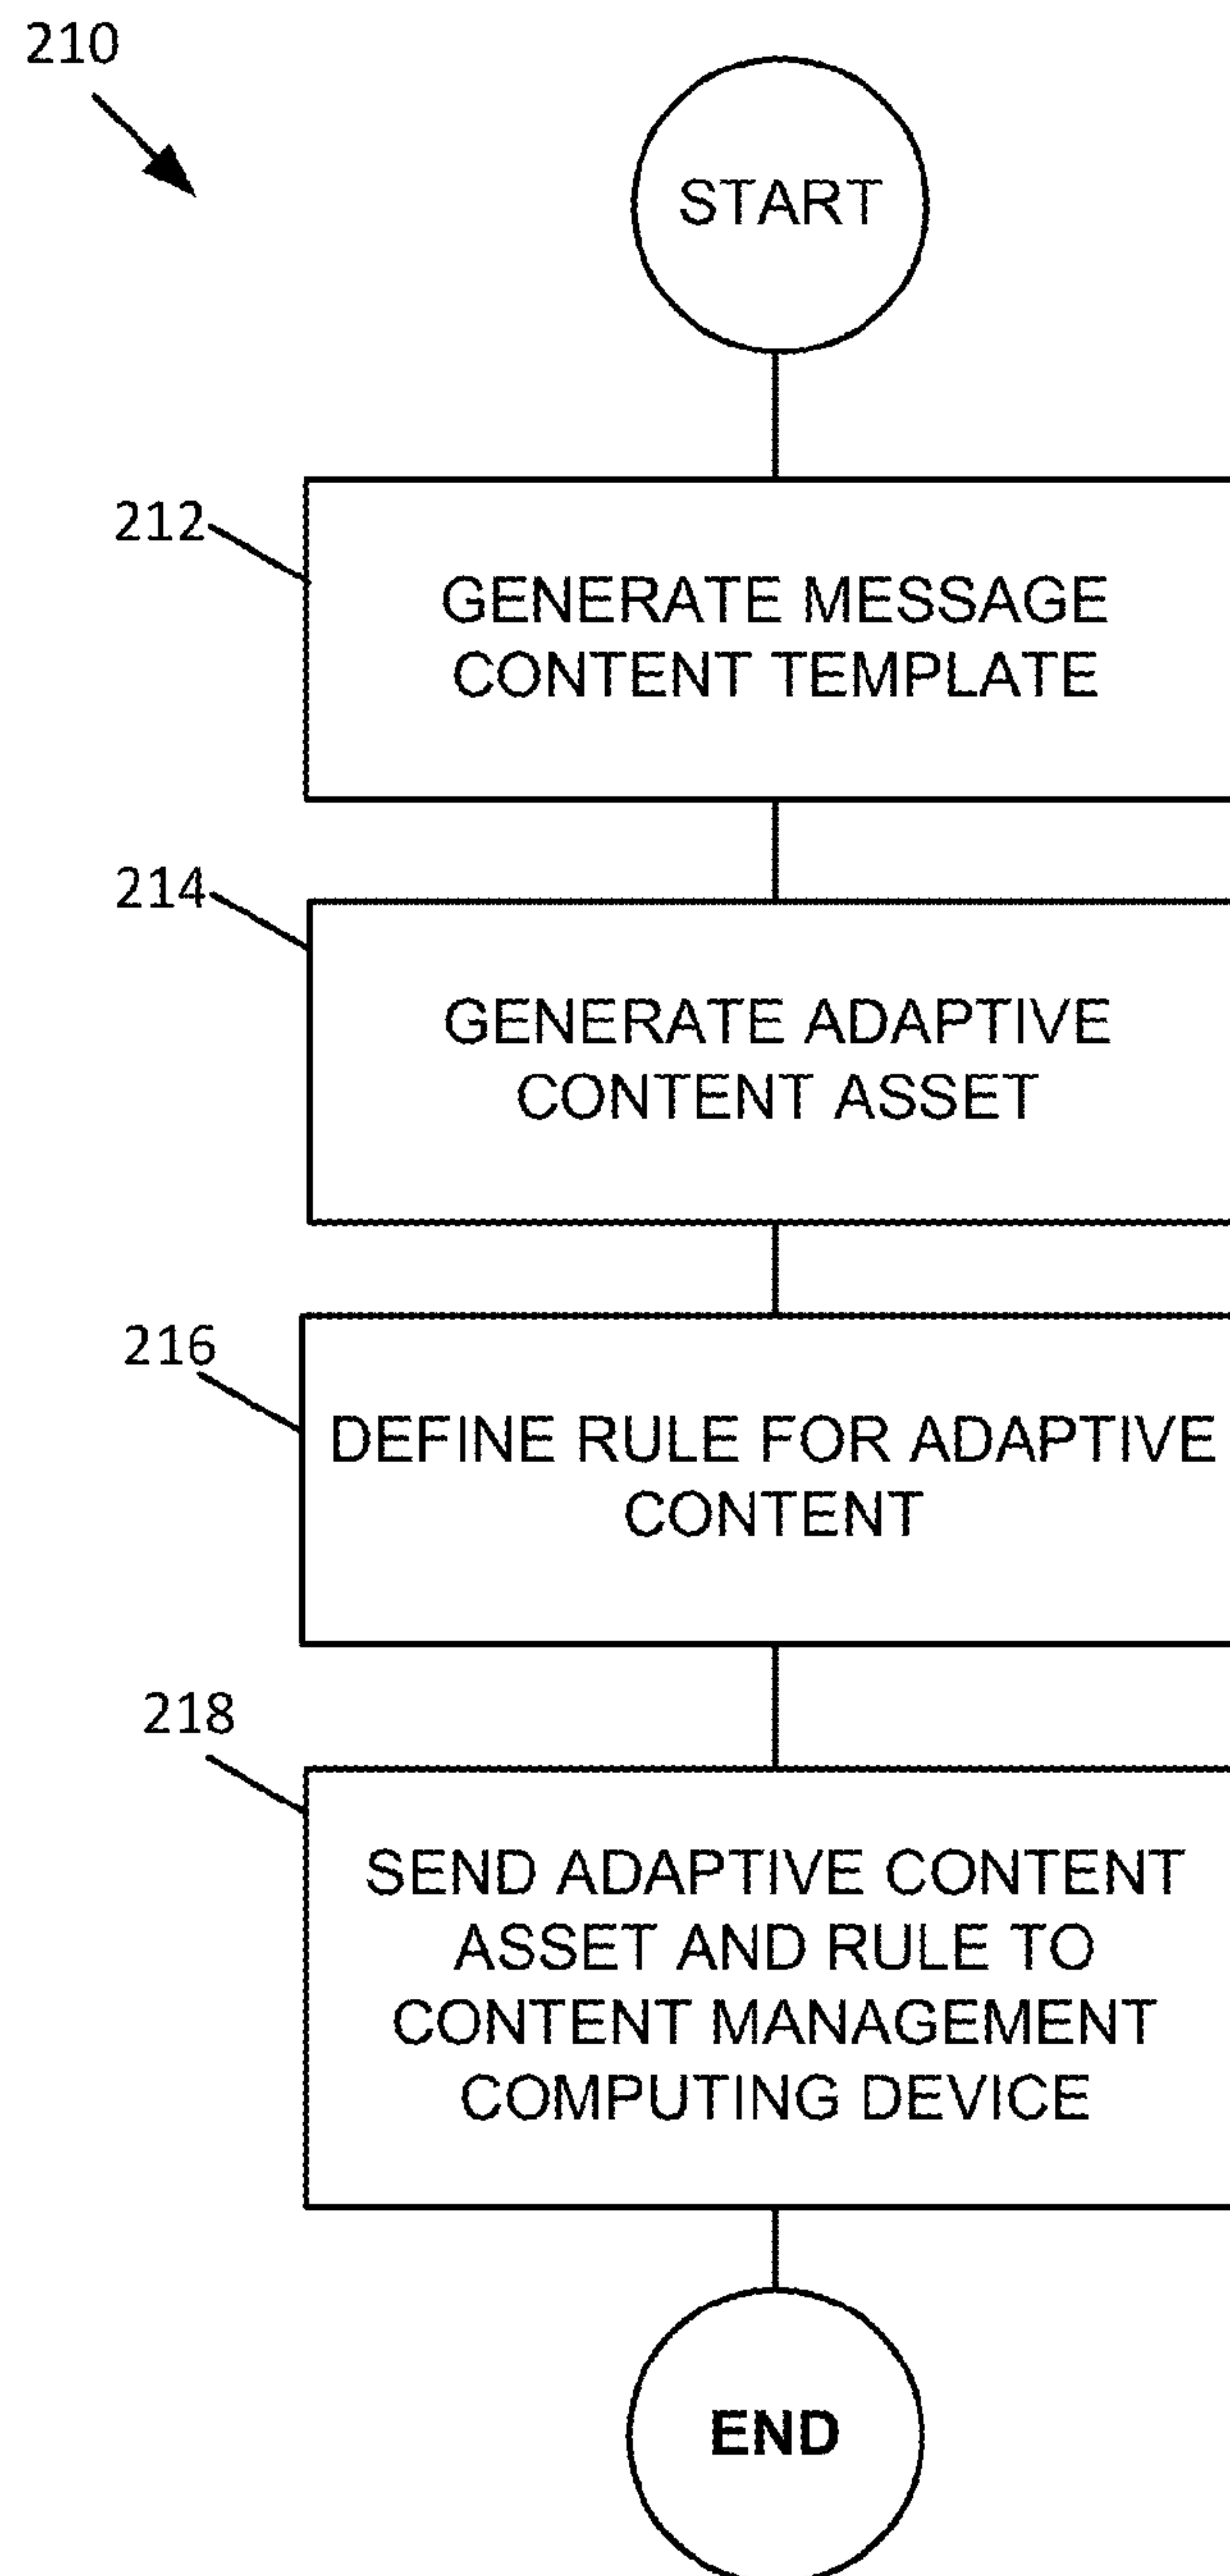 210
START
212
GENERATE MESSAGE
CONTENT TEMPLATE
214
GENERATE ADAPTIVE
CONTENT ASSET
216
DEFINE RULE FOR ADAPTIVE
CONTENT
218
SEND ADAPTIVE CONTENT
ASSET AND RULE TO
CONTENT MANAGEMENT
COMPUTING DEVICE
END